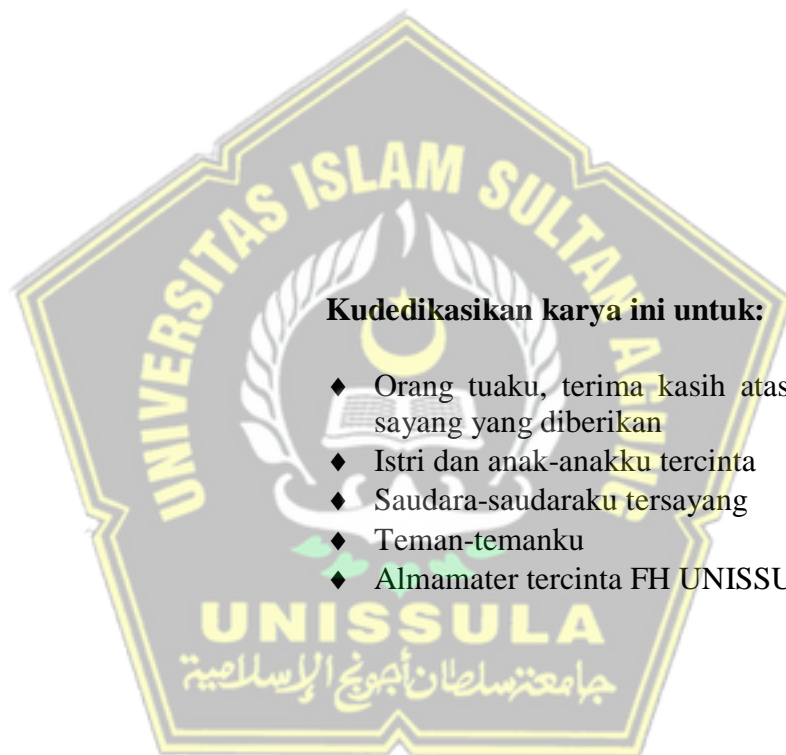 UNIVERSITAS ISLAM SULTAN AGUNG
Kudedikasikan karya ini untuk:
♦ Orang tuaku, terima kasih atas
sayang yang diberikan
♦ Istri dan anak-anakku tercinta
♦ Saudara-saudaraku tersayang
♦ Teman-temanku
♦ Almamater tercinta FH UNISSU
UNISSULA
جامعة سلطان أجونج الإسلامية